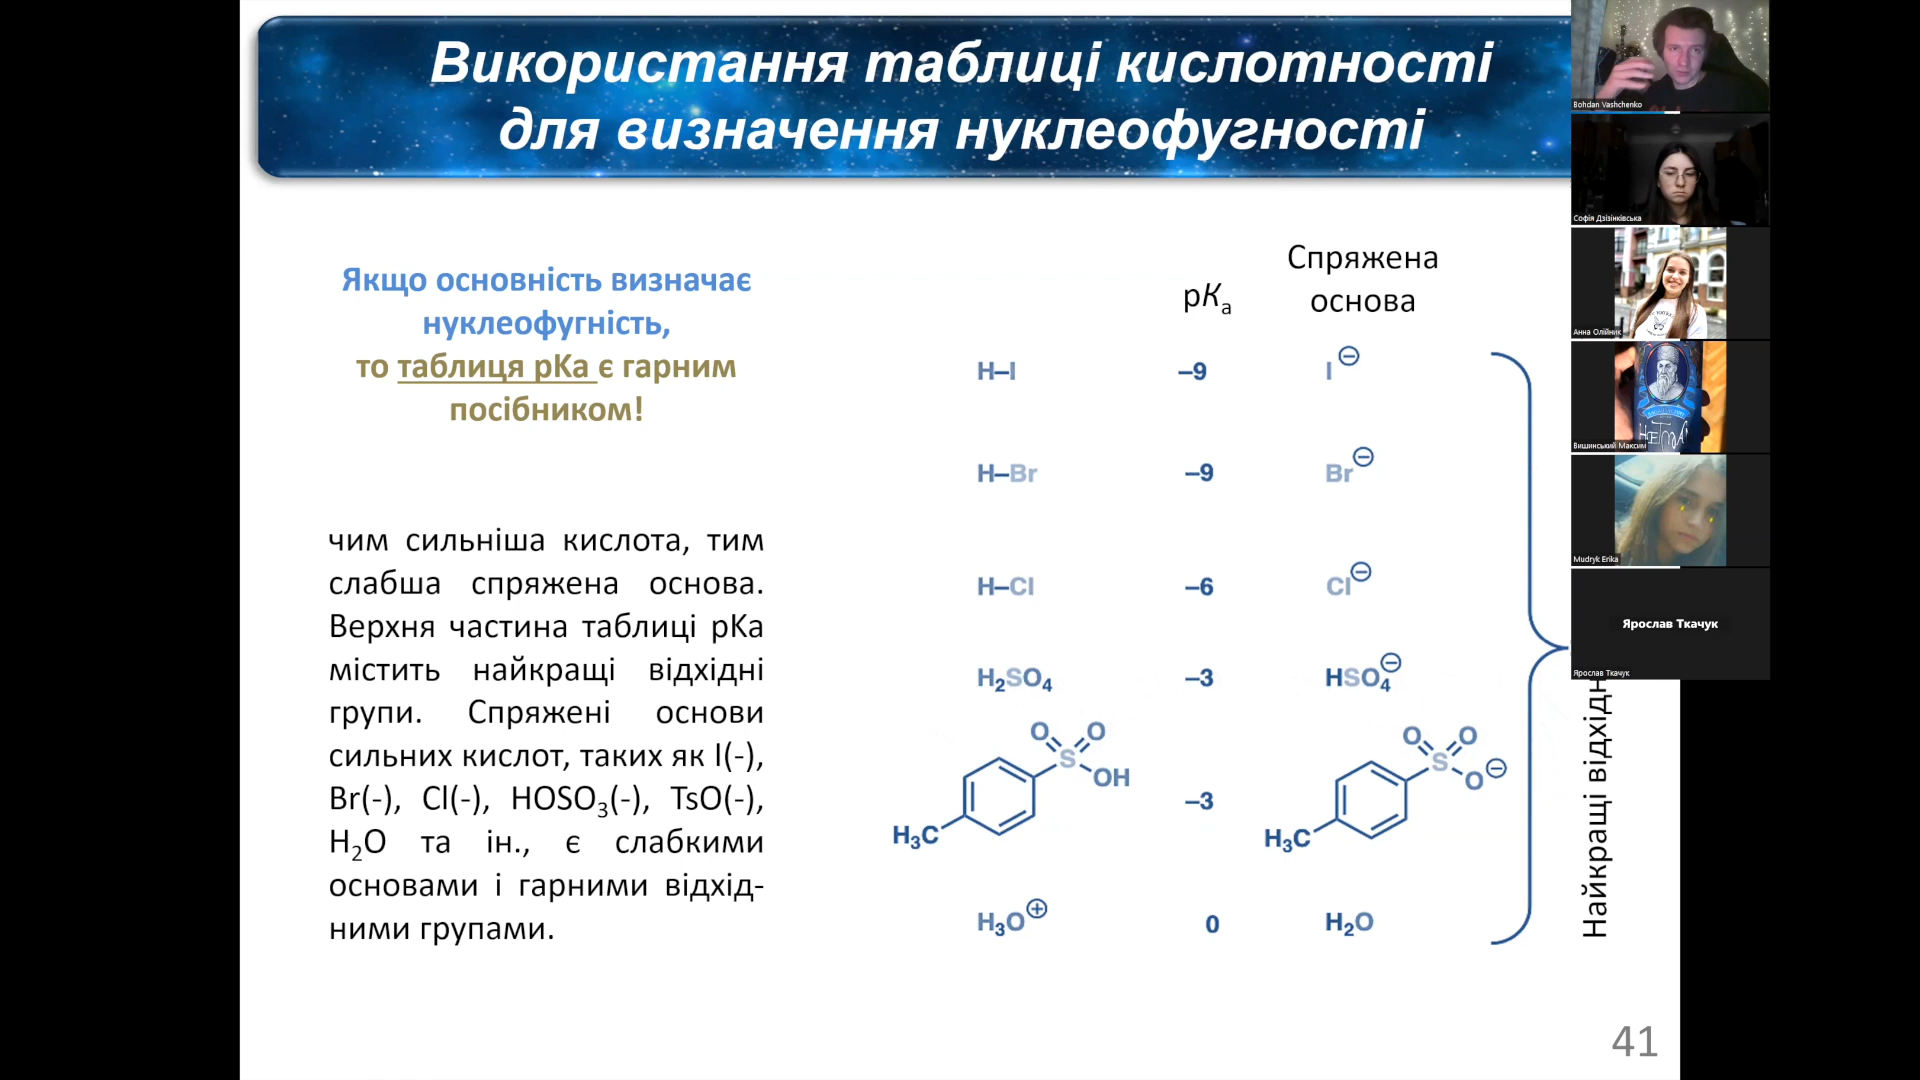 Використання таблиці кислотності
для визначення нуклеофугності
Якщо основність визначає
нуклеофугність,
то таблиця pKa є гарним
посібником!
чим сильніша кислота, тим
слабша спряжена основа.
Верхня частина таблиці pKa
містить найкращі відхідні
групи. Спряжені основи
сильних кислот, таких як I(-),
Br(-), Cl(-), HOSO₃(-), TsO(-),
H₂O та ін., є слабкими
основами і гарними відхід-
ними групами.
pKₐ
Спряжена
основа
H–I –9 I⊖
H–Br –9 Br⊖
H–Cl –6 Cl⊖
H₂SO₄ –3 HSO₄⊖
O O
S
OH
H₃C
–3
O O
S
O⊖
H₃C
H₃O⊕ 0 H₂O
Найкращі
41
Bohdan Vashchenko
Софія Дзізінківська
Анна Олійник
НЕТМАН
Вишинський Максим
Mudryk Erika
Ярослав Ткачук
Ярослав Ткачук